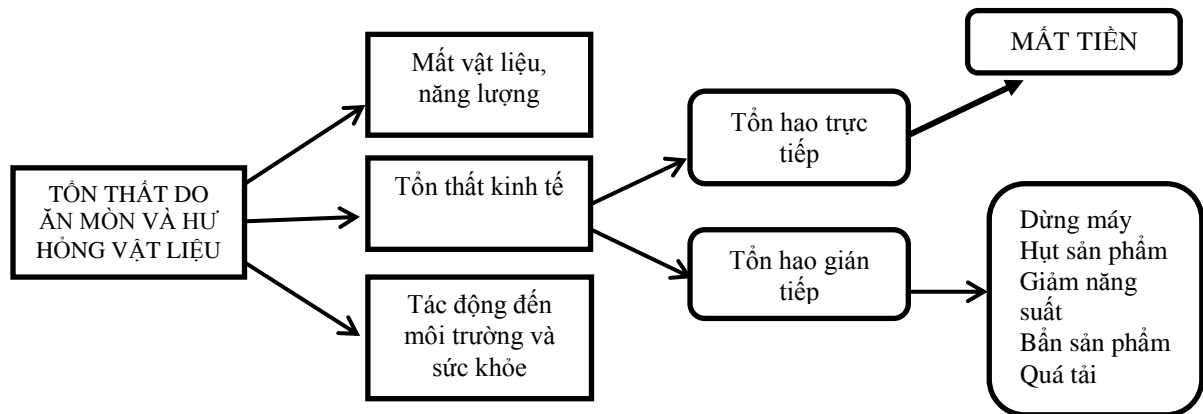 TỔN THẤT DO
ĂN MÒN VÀ HƯ
HỎNG VẬT LIỆU
Mất vật liệu,
năng lượng
Tổn thất kinh tế
Tác động đến
môi trường và
sức khỏe
Tổn hao trực
tiếp
Tổn hao gián
tiếp
MẤT TIỀN
Dừng máy
Hụt sản phẩm
Giảm năng
suất
Bẩn sản phẩm
Quá tải